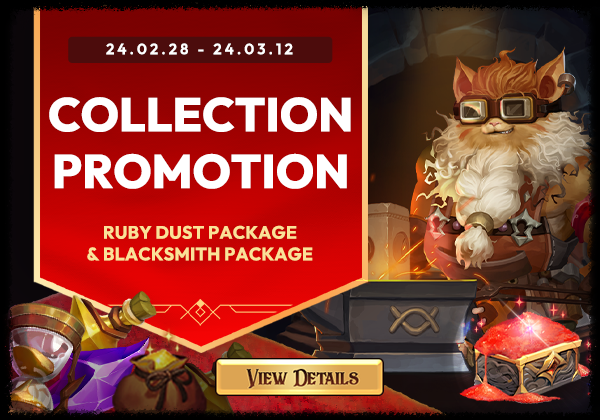 24.02.28 - 24.03.12
COLLECTION
PROMOTION
RUBY DUST PACKAGE
& BLACKSMITH PACKAGE
VIEW DETAILS